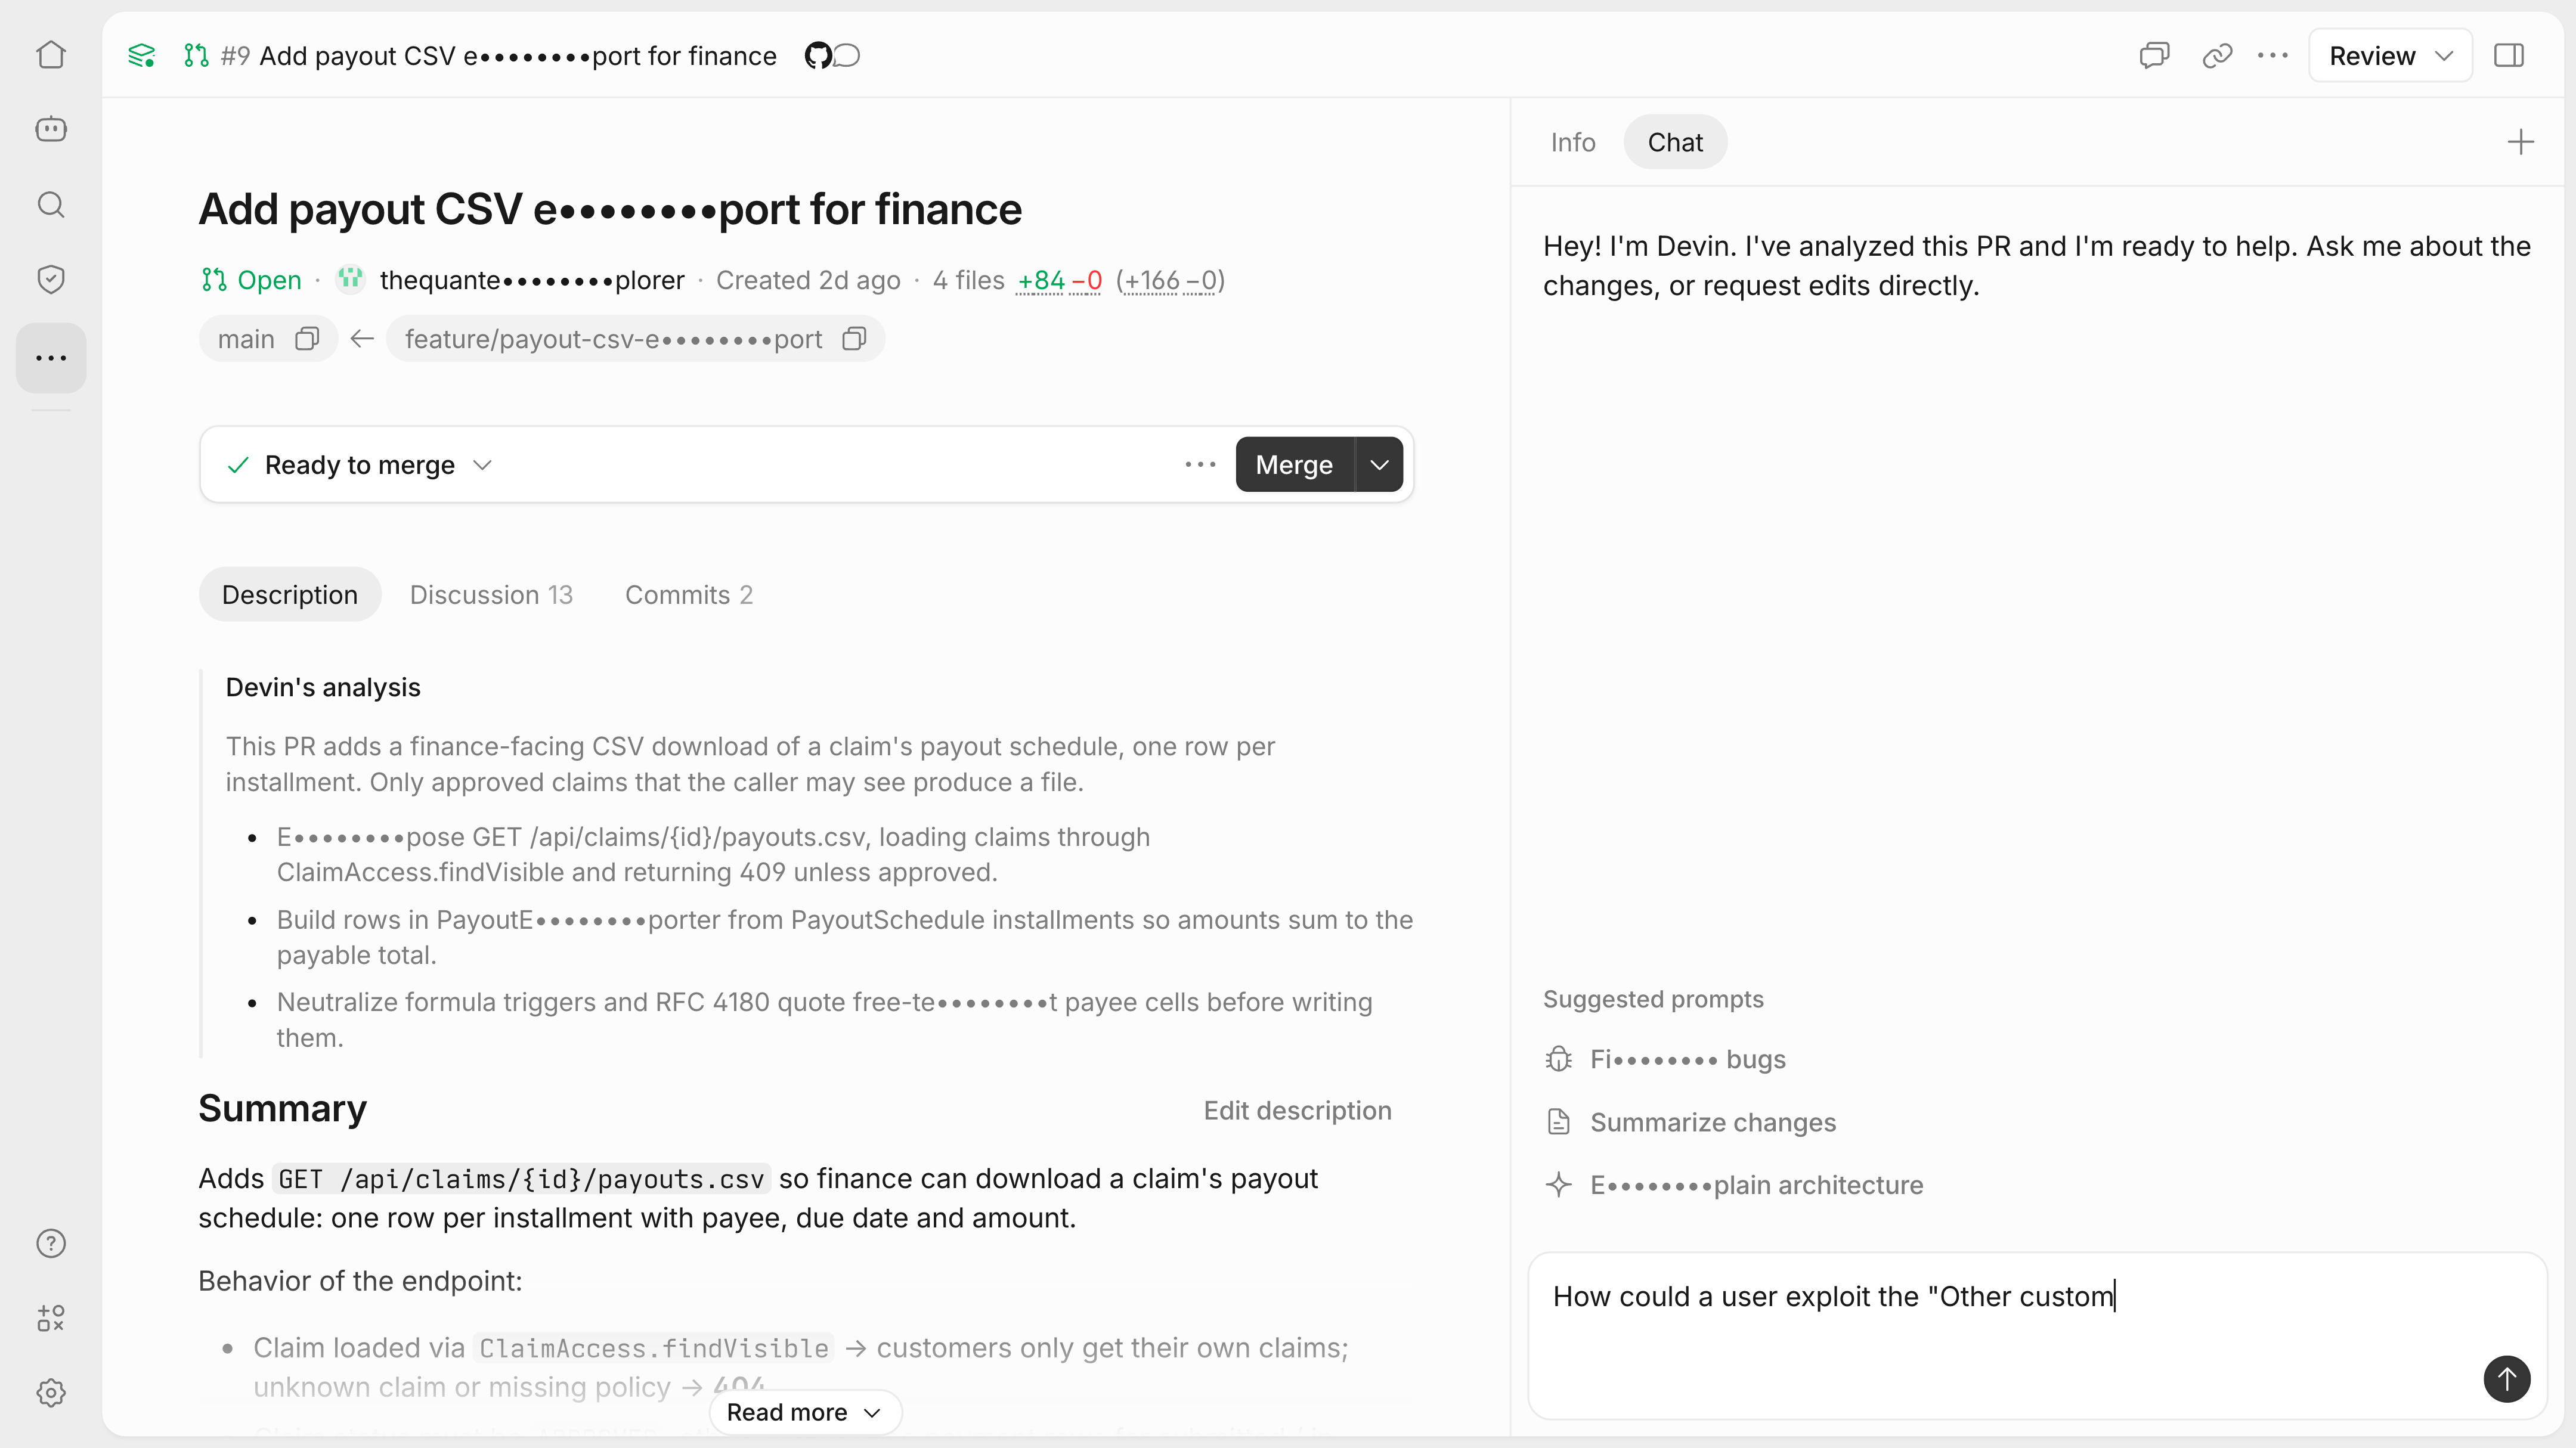 #9 Add payout CSV e••••••••port for finance
Review
Info
Chat
Add payout CSV e••••••••port for finance
Open · thequante••••••••plorer · Created 2d ago · 4 files +84 −0 (+166 −0)
main
feature/payout-csv-e••••••••port
Ready to merge
Merge
Description
Discussion 13
Commits 2
Devin's analysis
This PR adds a finance-facing CSV download of a claim's payout schedule, one row per
installment. Only approved claims that the caller may see produce a file.
E••••••••pose GET /api/claims/{id}/payouts.csv, loading claims through
ClaimAccess.findVisible and returning 409 unless approved.
Build rows in PayoutE••••••••porter from PayoutSchedule installments so amounts sum to the
payable total.
Neutralize formula triggers and RFC 4180 quote free-te••••••••t payee cells before writing
them.
Summary
Edit description
Adds GET /api/claims/{id}/payouts.csv so finance can download a claim's payout
schedule: one row per installment with payee, due date and amount.
Behavior of the endpoint:
Claim loaded via ClaimAccess.findVisible → customers only get their own claims;
unknown claim or missing policy → 404
Read more
Hey! I'm Devin. I've analyzed this PR and I'm ready to help. Ask me about the
changes, or request edits directly.
Suggested prompts
Fi•••••••• bugs
Summarize changes
E••••••••plain architecture
How could a user exploit the "Other custom